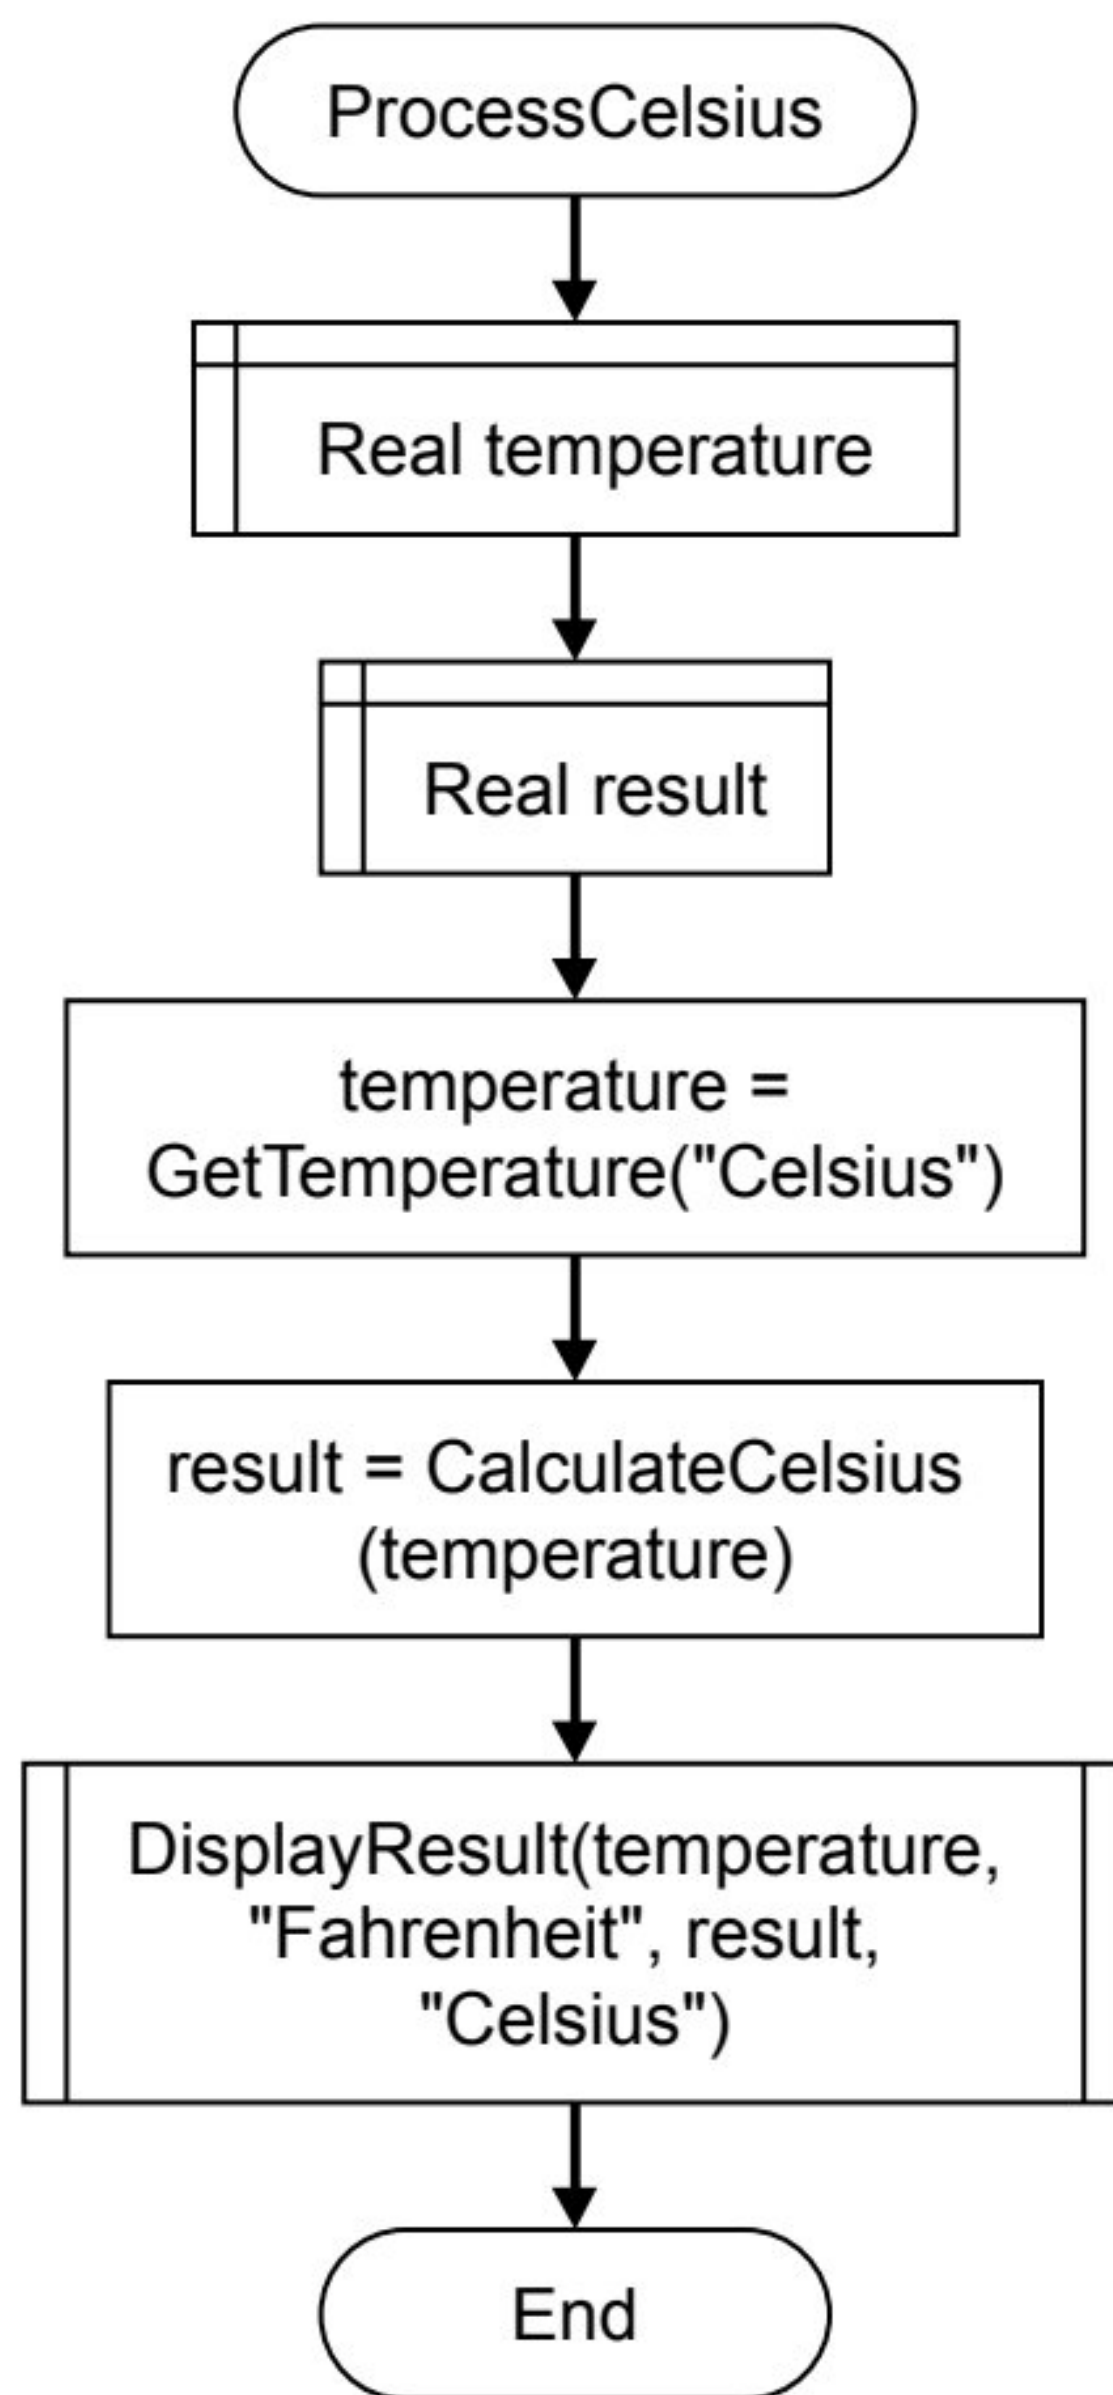 ProcessCelsius
Real temperature
Real result
temperature =
GetTemperature("Celsius")
result = CalculateCelsius
(temperature)
DisplayResult(temperature,
"Fahrenheit", result,
"Celsius")
End